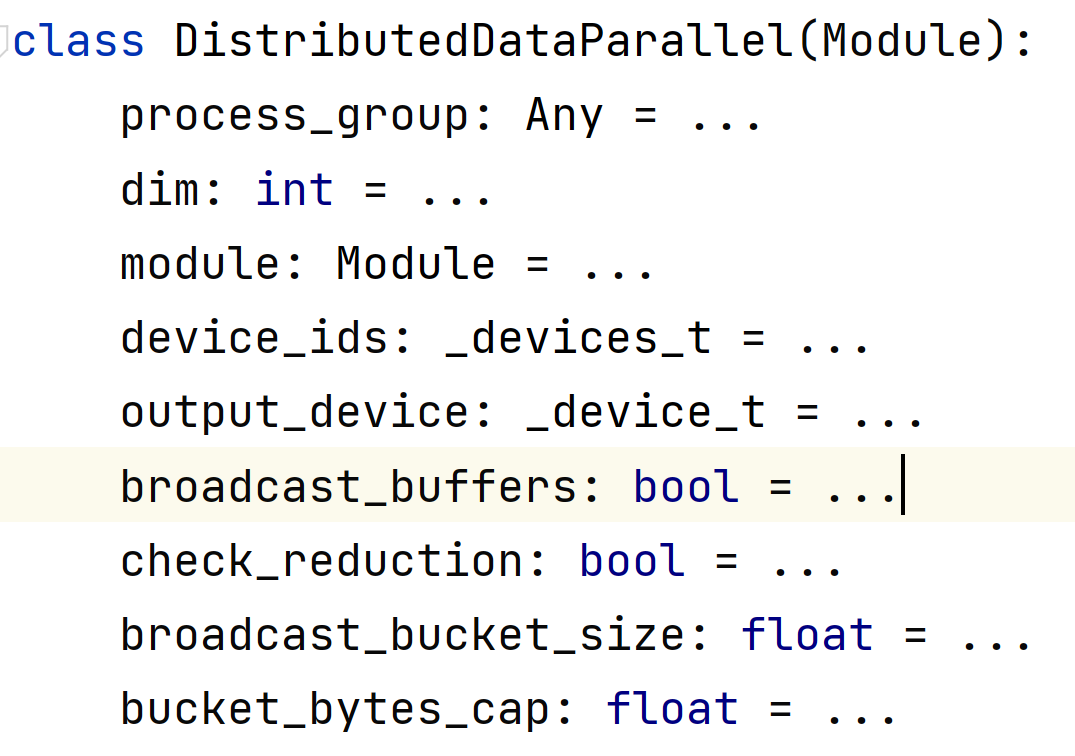 class DistributedDataParallel(Module):
    process_group: Any = ...
    dim: int = ...
    module: Module = ...
    device_ids: _devices_t = ...
    output_device: _device_t = ...
    broadcast_buffers: bool = ...
    check_reduction: bool = ...
    broadcast_bucket_size: float = ...
    bucket_bytes_cap: float = ...